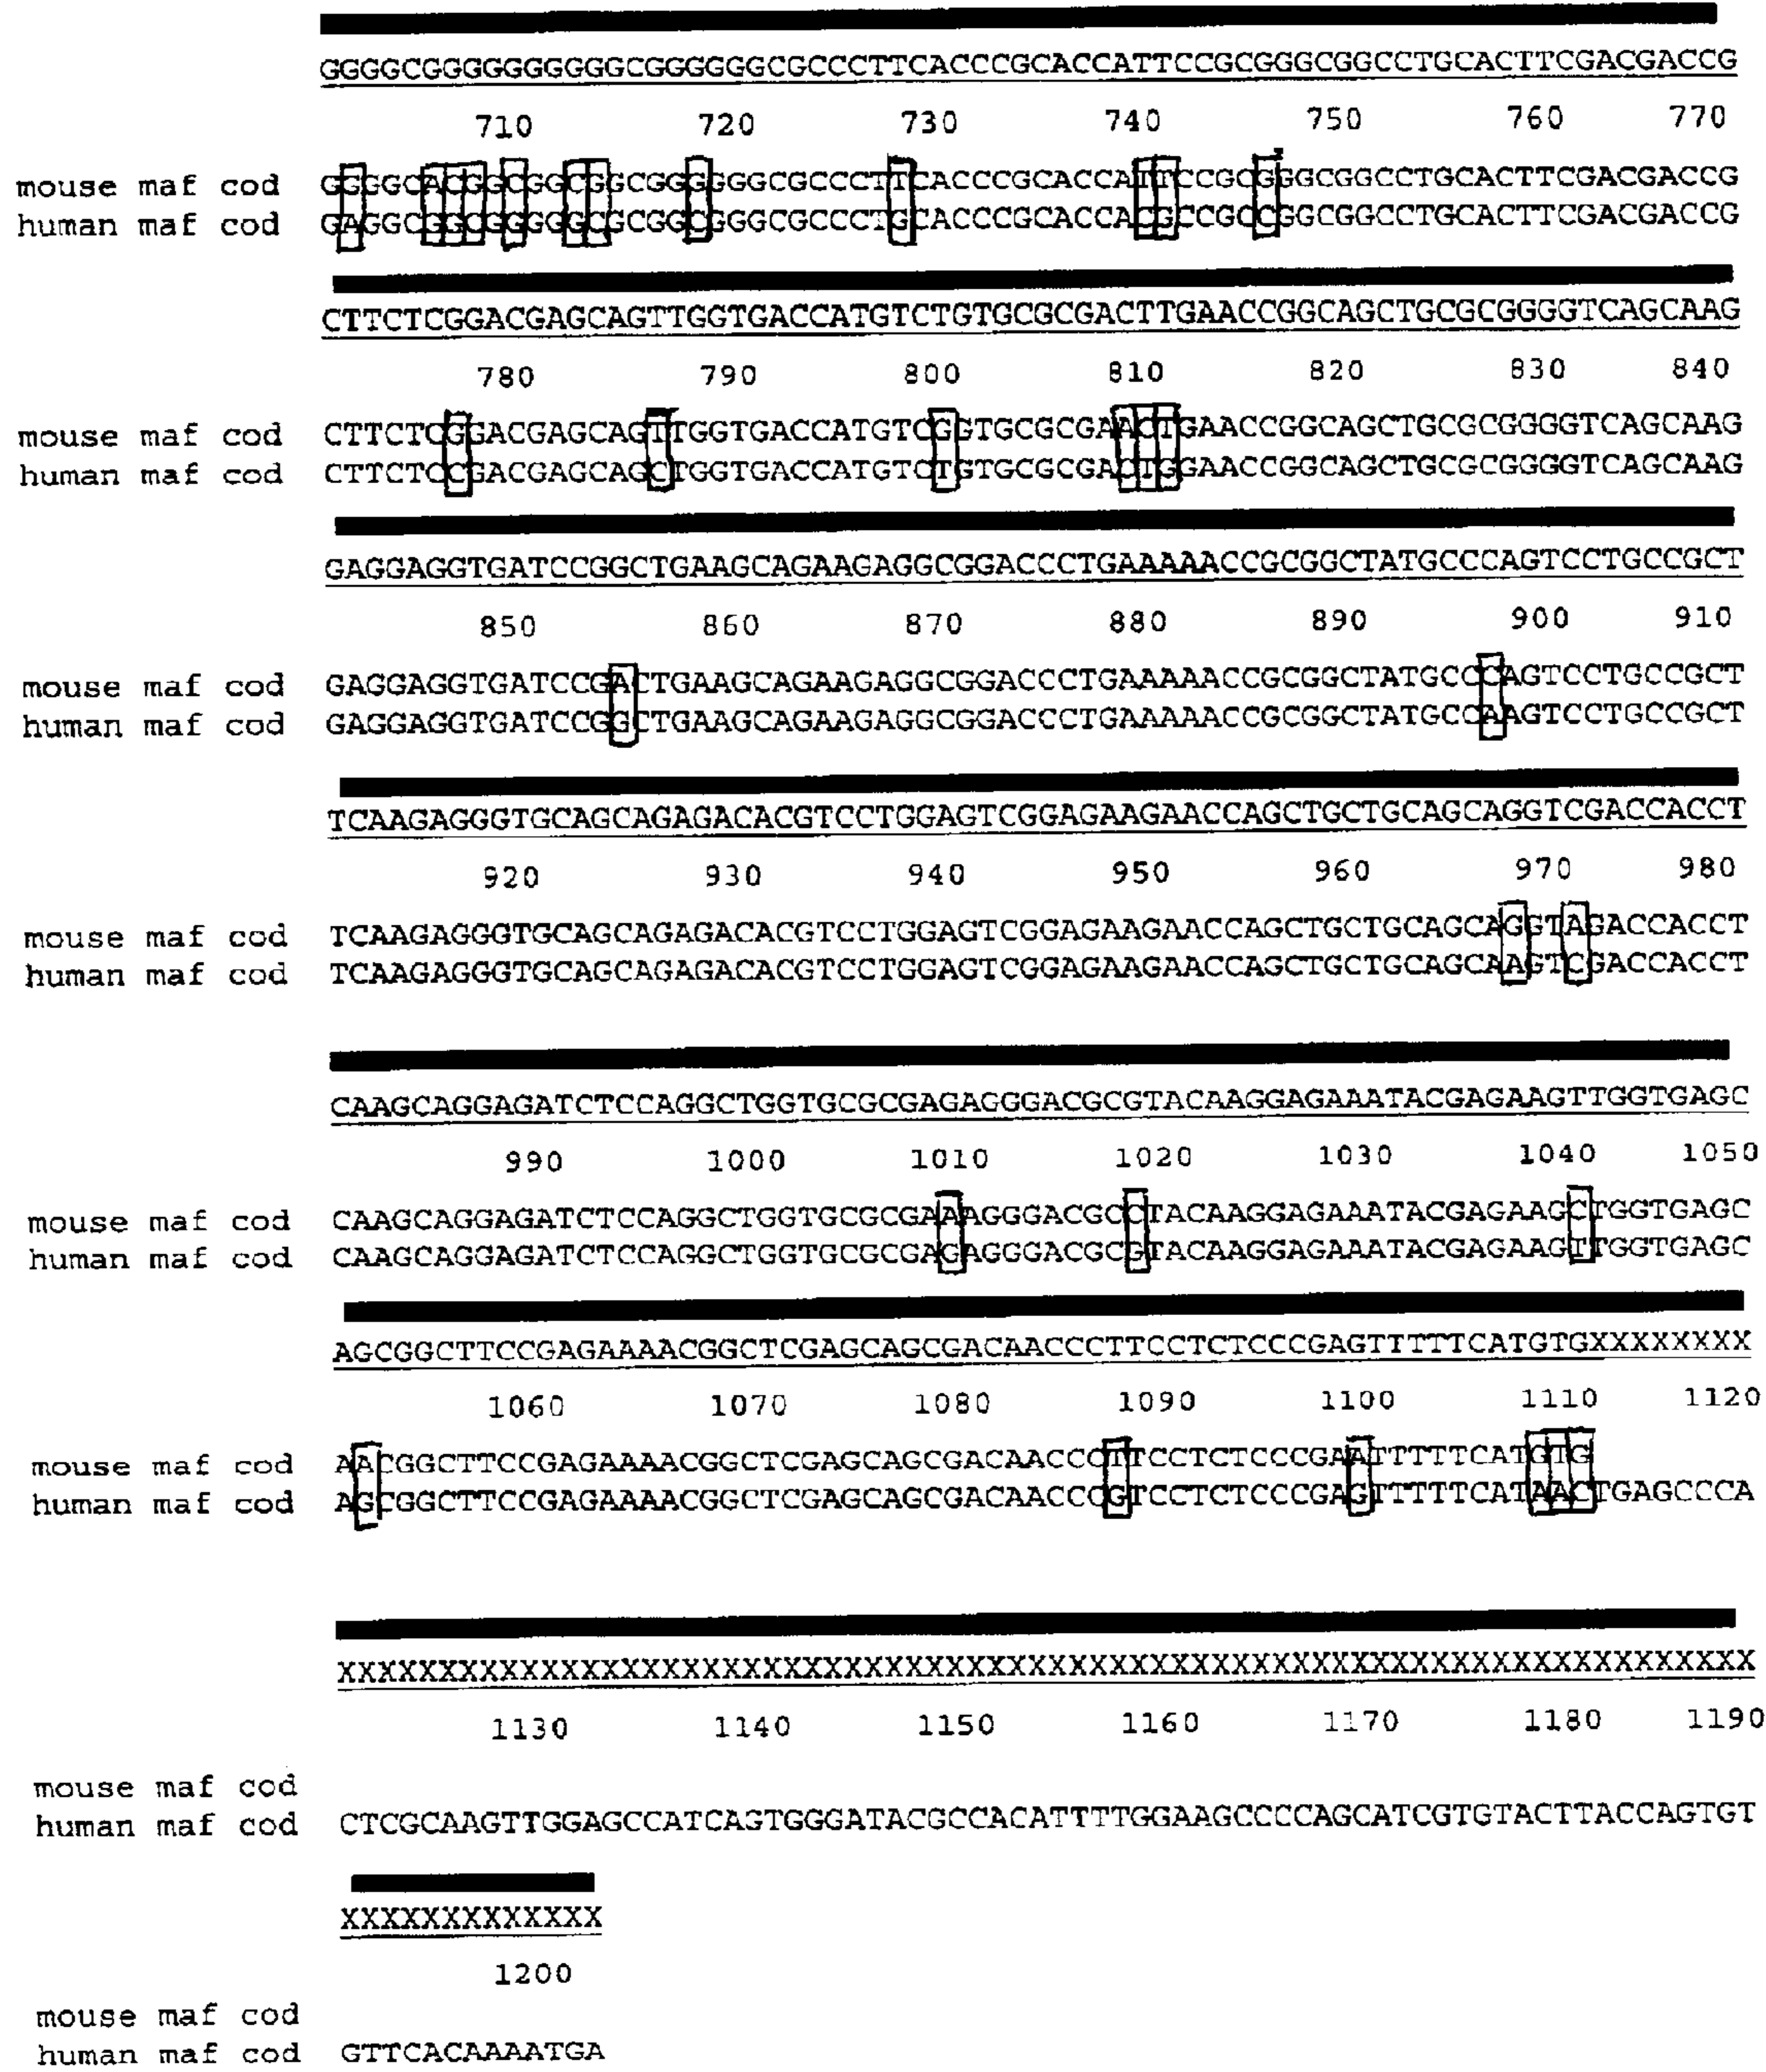 GGGGCGGGGGGGGGGCGGGGGGCGCCCTTCACCCGCACCATTCCGCGGGCGGCCTGCACTTCGACGACCG
710 720 730 740 750 760 770
mouse maf cod GGGGCACGGCGGCGGCGGGGGGCGCCCTTCACCCGCACCATTCCGCGGGCGGCCTGCACTTCGACGACCG
human maf cod GAGGCGGCGGGGGCGCGGCGGGCGCCCTGCACCCGCACCACGCCGCCGGCGGCCTGCACTTCGACGACCG
CTTCTCGGACGAGCAGTTGGTGACCATGTCTGTGCGCGACTTGAACCGGCAGCTGCGCGGGGTCAGCAAG
780 790 800 810 820 830 840
mouse maf cod CTTCTCGGACGAGCAGTTGGTGACCATGTCGGTGCGCGAACTGAACCGGCAGCTGCGCGGGGTCAGCAAG
human maf cod CTTCTCCGACGAGCAGCTGGTGACCATGTCTGTGCGCGACTGGAACCGGCAGCTGCGCGGGGTCAGCAAG
GAGGAGGTGATCCGGCTGAAGCAGAAGAGGCGGACCCTGAAAAACCGCGGCTATGCCCAGTCCTGCCGCT
850 860 870 880 890 900 910
mouse maf cod GAGGAGGTGATCCGACTGAAGCAGAAGAGGCGGACCCTGAAAAACCGCGGCTATGCCCAGTCCTGCCGCT
human maf cod GAGGAGGTGATCCGGCTGAAGCAGAAGAGGCGGACCCTGAAAAACCGCGGCTATGCCAAGTCCTGCCGCT
TCAAGAGGGTGCAGCAGAGACACGTCCTGGAGTCGGAGAAGAACCAGCTGCTGCAGCAGGTCGACCACCT
920 930 940 950 960 970 980
mouse maf cod TCAAGAGGGTGCAGCAGAGACACGTCCTGGAGTCGGAGAAGAACCAGCTGCTGCAGCAGGTAGACCACCT
human maf cod TCAAGAGGGTGCAGCAGAGACACGTCCTGGAGTCGGAGAAGAACCAGCTGCTGCAGCAAGTCGACCACCT
CAAGCAGGAGATCTCCAGGCTGGTGCGCGAGAGGGACGCGTACAAGGAGAAATACGAGAAGTTGGTGAGC
990 1000 1010 1020 1030 1040 1050
mouse maf cod CAAGCAGGAGATCTCCAGGCTGGTGCGCGAAAGGGACGCCTACAAGGAGAAATACGAGAAGCTGGTGAGC
human maf cod CAAGCAGGAGATCTCCAGGCTGGTGCGCGAGAGGGACGCGTACAAGGAGAAATACGAGAAGTTGGTGAGC
AGCGGCTTCCGAGAAAACGGCTCGAGCAGCGACAACCCTTCCTCTCCCGAGTTTTTCATGTGXXXXXXXX
1060 1070 1080 1090 1100 1110 1120
mouse maf cod AACGGCTTCCGAGAAAACGGCTCGAGCAGCGACAACCCTTCCTCTCCCGAATTTTTCATGTG
human maf cod AGCGGCTTCCGAGAAAACGGCTCGAGCAGCGACAACCCGTCCTCTCCCGAGTTTTTCATAACTGAGCCCA
XXXXXXXXXXXXXXXXXXXXXXXXXXXXXXXXXXXXXXXXXXXXXXXXXXXXXXXXXXXXXXXXXXXXXX
1130 1140 1150 1160 1170 1180 1190
mouse maf cod
human maf cod CTCGCAAGTTGGAGCCATCAGTGGGATACGCCACATTTTGGAAGCCCCAGCATCGTGTACTTACCAGTGT
XXXXXXXXXXXXX
1200
mouse maf cod
human maf cod GTTCACAAAATGA